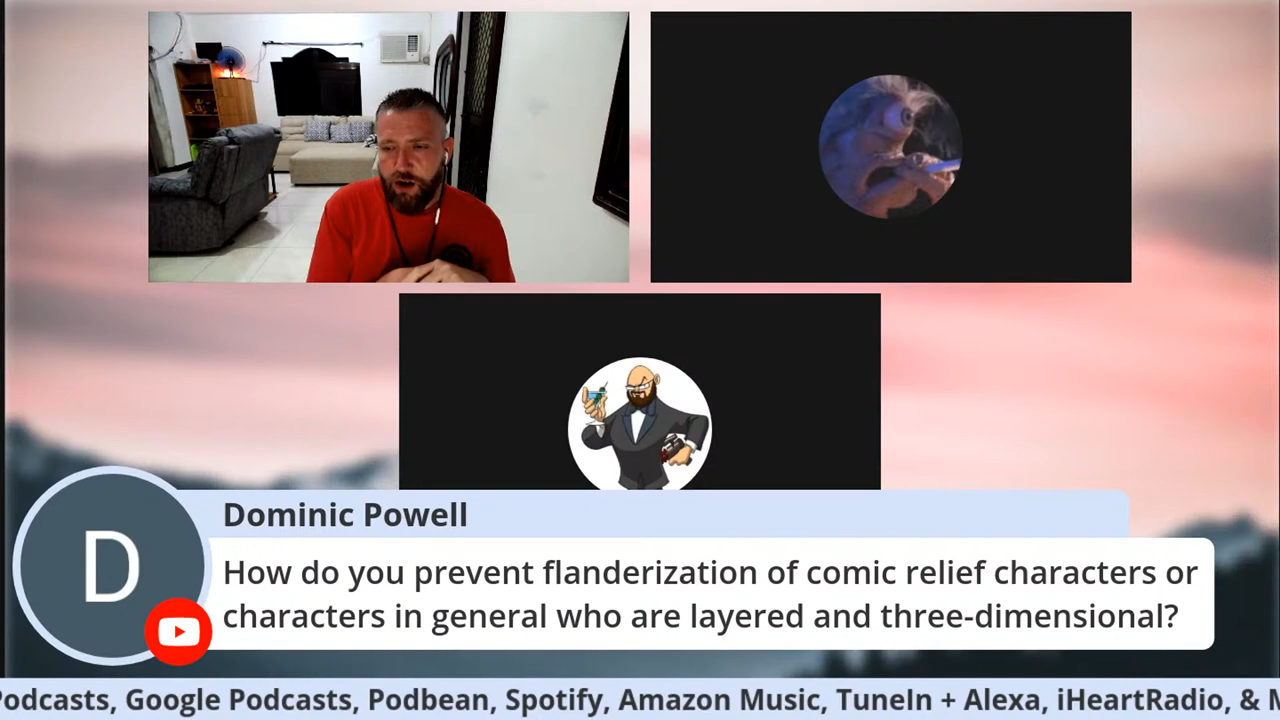 D
Dominic Powell
How do you prevent flanderization of comic relief characters or
characters in general who are layered and three-dimensional?
Podcasts, Google Podcasts, Podbean, Spotify, Amazon Music, TuneIn + Alexa, iHeartRadio, &